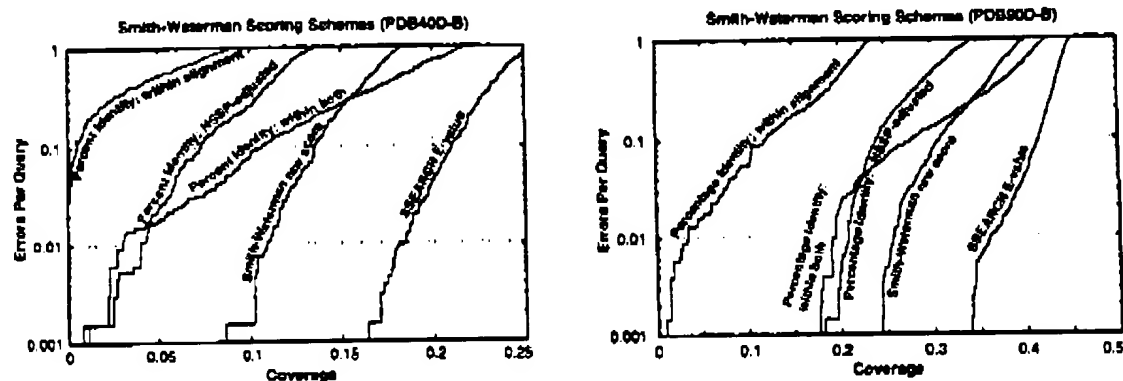 Smith-Waterman Scoring Schemes (PDB40D-B)
Errors Per Query
1
0.1
0.01
0.001
Percent Identity: within alignment
Percent Identity: HSSP-adjusted
Percent Identity: within both
Smith-Waterman raw score
SSEARCH E-value
0
0.05
0.1
0.15
0.2
0.25
Coverage
Smith-Waterman Scoring Schemes (PDB90D-B)
Errors Per Query
1
0.1
0.01
0.001
Percentage Identity: within alignment
Percentage Identity:
within both
Percentage Identity: HSSP-adjusted
Smith-Waterman raw score
SSEARCH E-value
0
0.1
0.2
0.3
0.4
0.5
Coverage